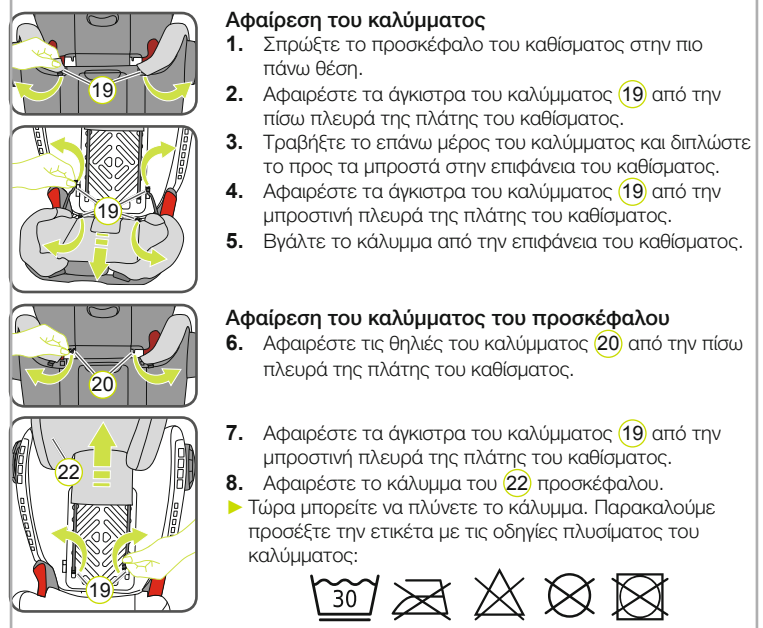 Αφαίρεση του καλύμματος
1. Σπρώξτε το προσκέφαλο του καθίσματος στην πιο
πάνω θέση.
2. Αφαιρέστε τα άγκιστρα του καλύμματος 19 από την
πίσω πλευρά της πλάτης του καθίσματος.
3. Τραβήξτε το επάνω μέρος του καλύμματος και διπλώστε
το προς τα μπροστά στην επιφάνεια του καθίσματος.
4. Αφαιρέστε τα άγκιστρα του καλύμματος 19 από την
μπροστινή πλευρά της πλάτης του καθίσματος.
5. Βγάλτε το κάλυμμα από την επιφάνεια του καθίσματος.
19
19
Αφαίρεση του καλύμματος του προσκέφαλου
6. Αφαιρέστε τις θηλιές του καλύμματος 20 από την πίσω
πλευρά της πλάτης του καθίσματος.
20
7. Αφαιρέστε τα άγκιστρα του καλύμματος 19 από την
μπροστινή πλευρά της πλάτης του καθίσματος.
8. Αφαιρέστε το κάλυμμα του 22 προσκέφαλου.
► Τώρα μπορείτε να πλύνετε το κάλυμμα. Παρακαλούμε
προσέξτε την ετικέτα με τις οδηγίες πλυσίματος του
καλύμματος:
22
19
30